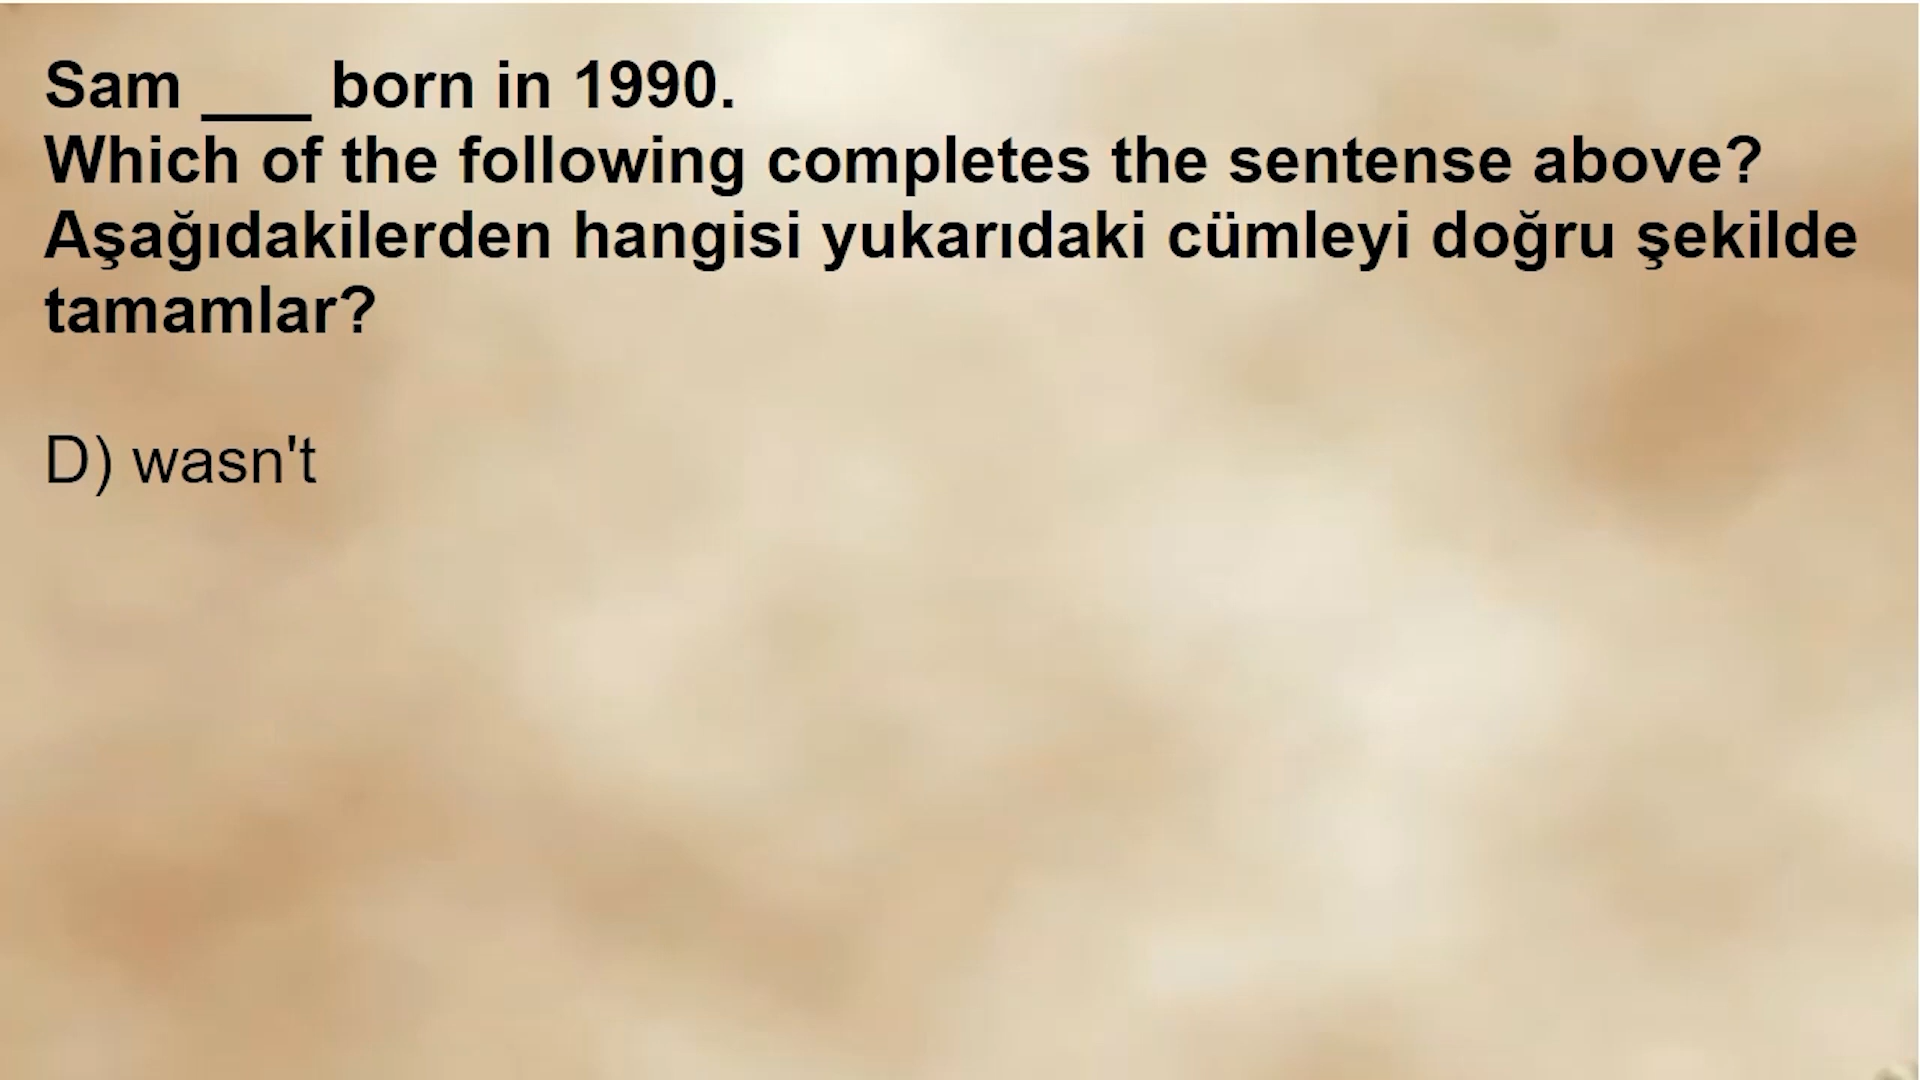 Sam ___ born in 1990.
Which of the following completes the sentense above?
Aşağıdakilerden hangisi yukarıdaki cümleyi doğru şekilde
tamamlar?
D) wasn't